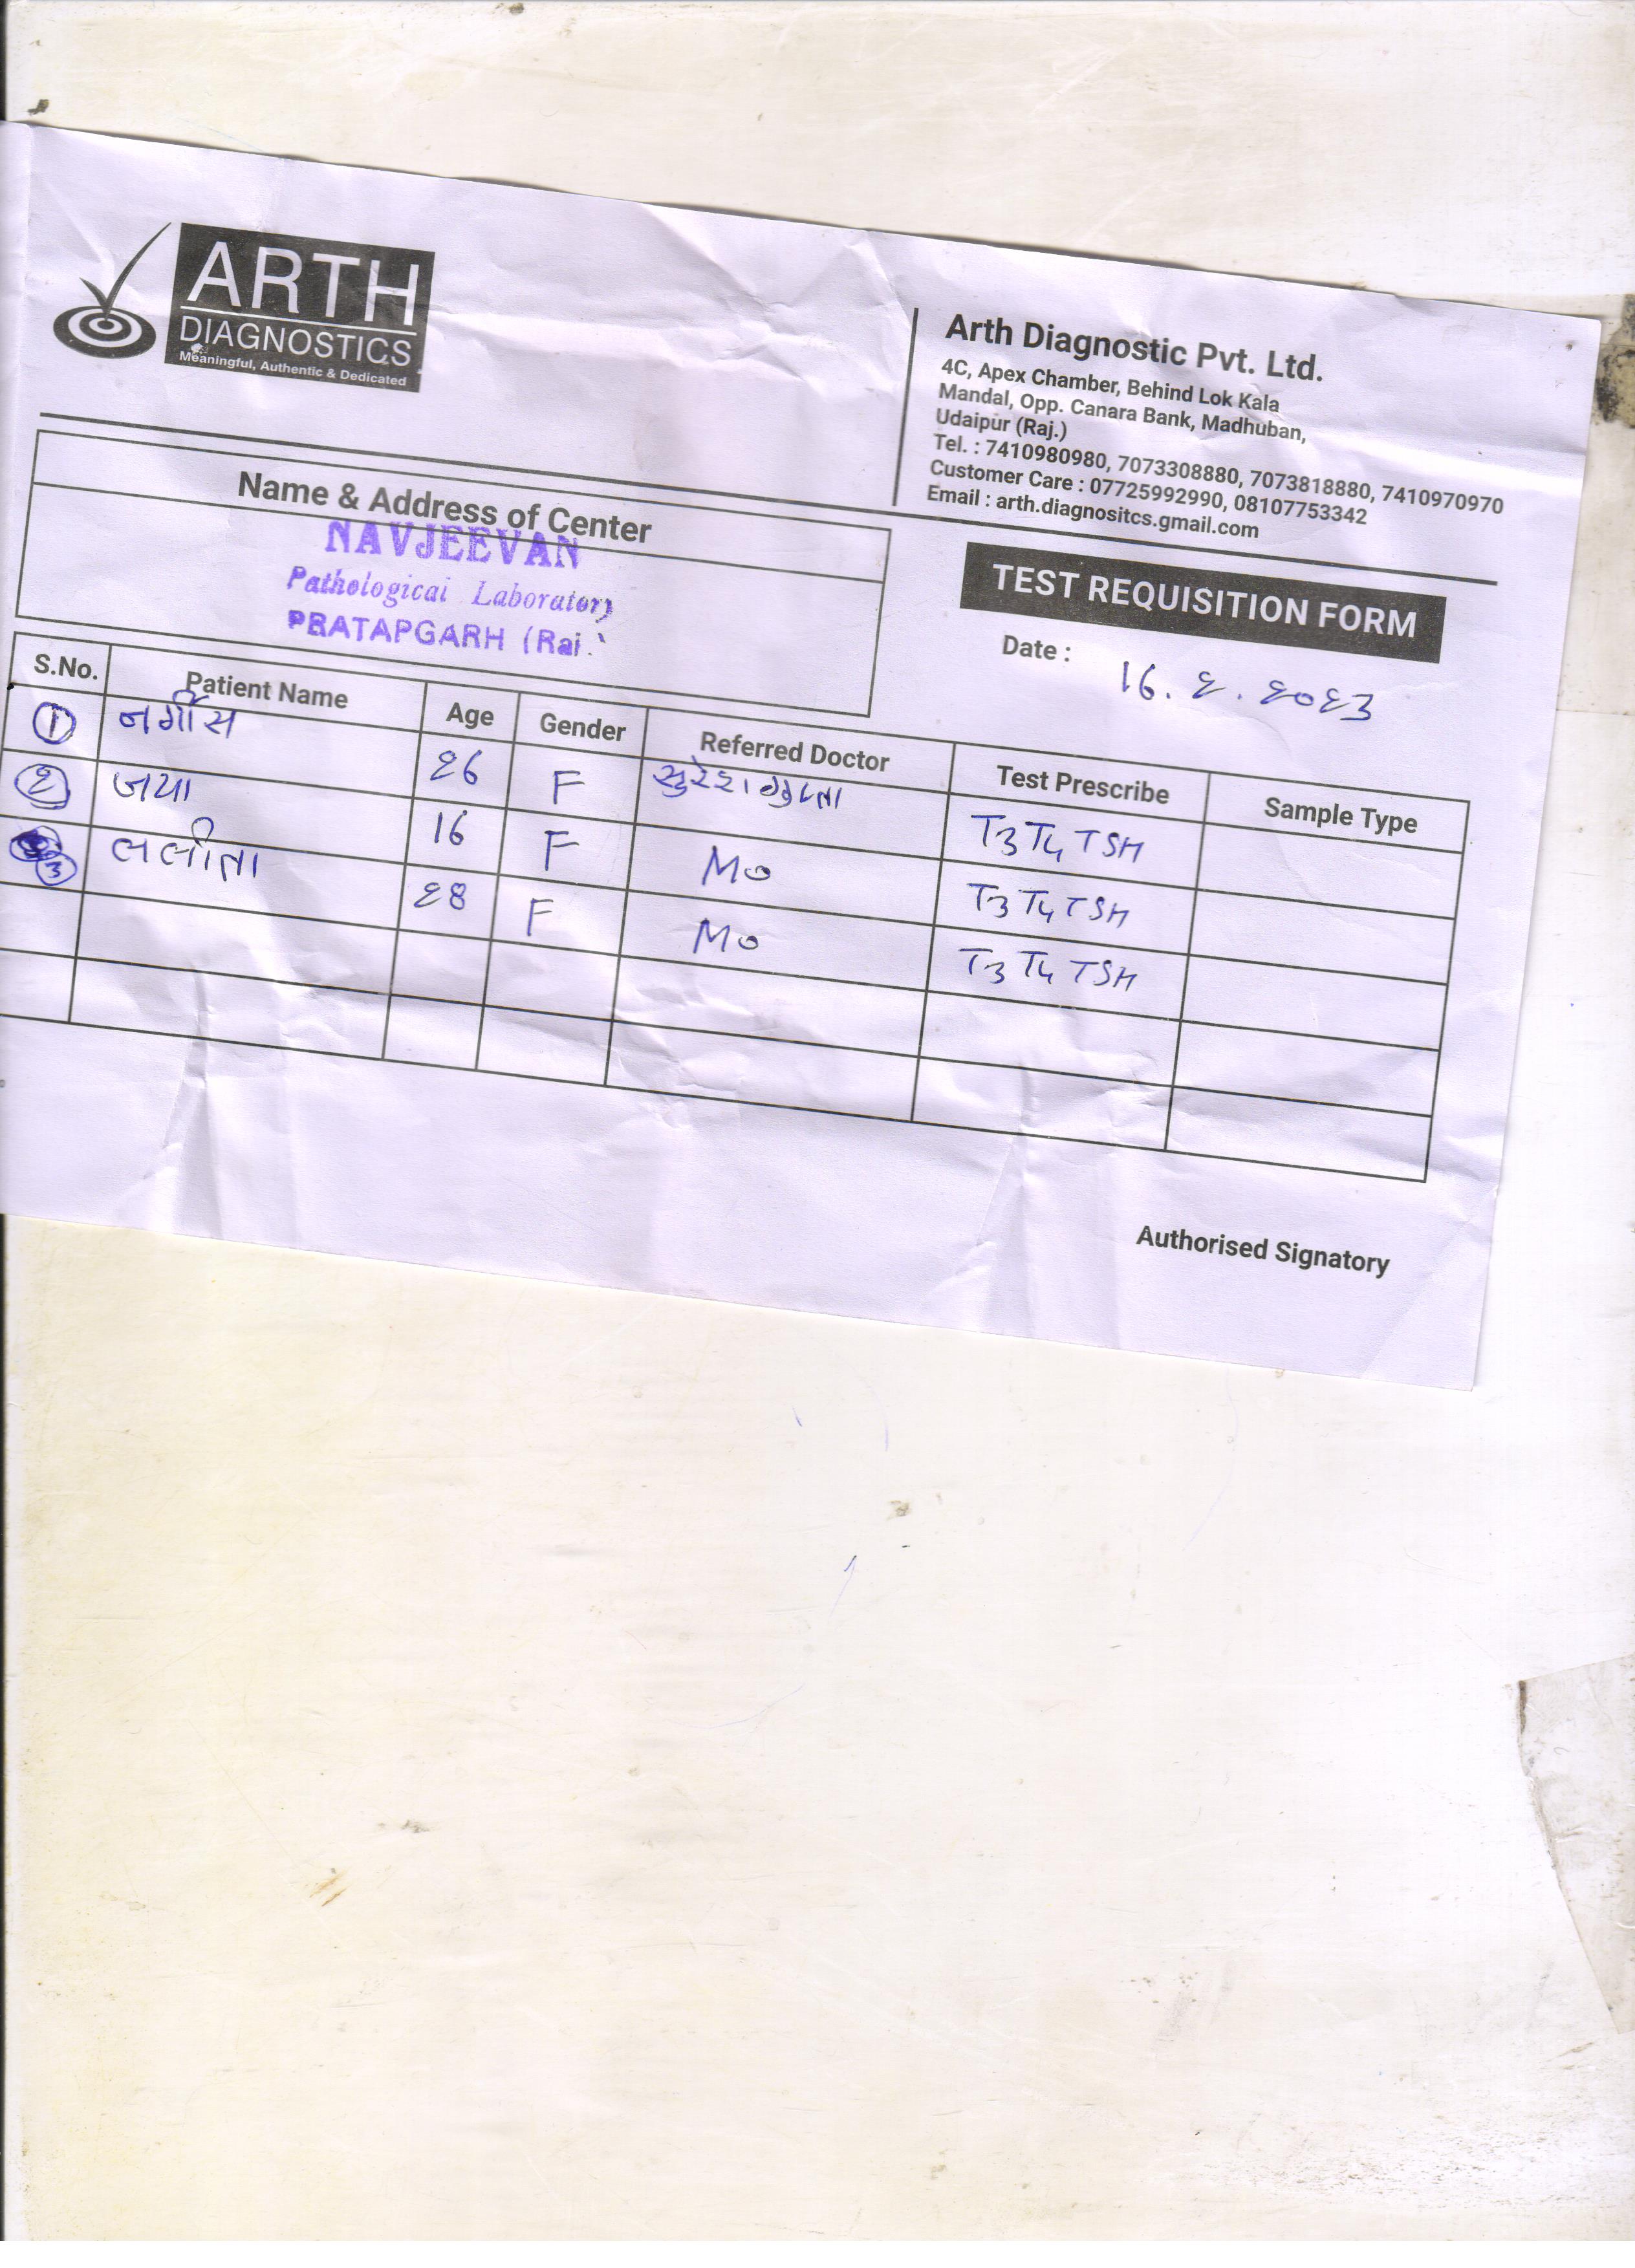 ARTH
DIAGNOSTICS
Meaningful, Authentic & Dedicated
Arth Diagnostic Pvt. Ltd.
4C, Apex Chamber, Behind Lok Kala
Mandal, Opp. Canara Bank, Madhuban,
Udaipur (Raj.)
Tel. : 7410980980, 7073308880, 7073818880, 7410970970
Customer Care : 07725992990, 08107753342
Email : arth.diagnositcs.gmail.com
Name & Address of Center
NAVJEEVAN
Pathological Laboratory
PRATAPGARH (Raj.)
TEST REQUISITION FORM
Date : 16.2.2023
S.No. Patient Name Age Gender Referred Doctor Test Prescribe Sample Type
1 नर्गीस 26 F सुरेश गुप्ता T3 T4 TSH
2 जया 16 F Mo T3 T4 TSH
3 ललीता 28 F Mo T3 T4 TSH
Authorised Signatory